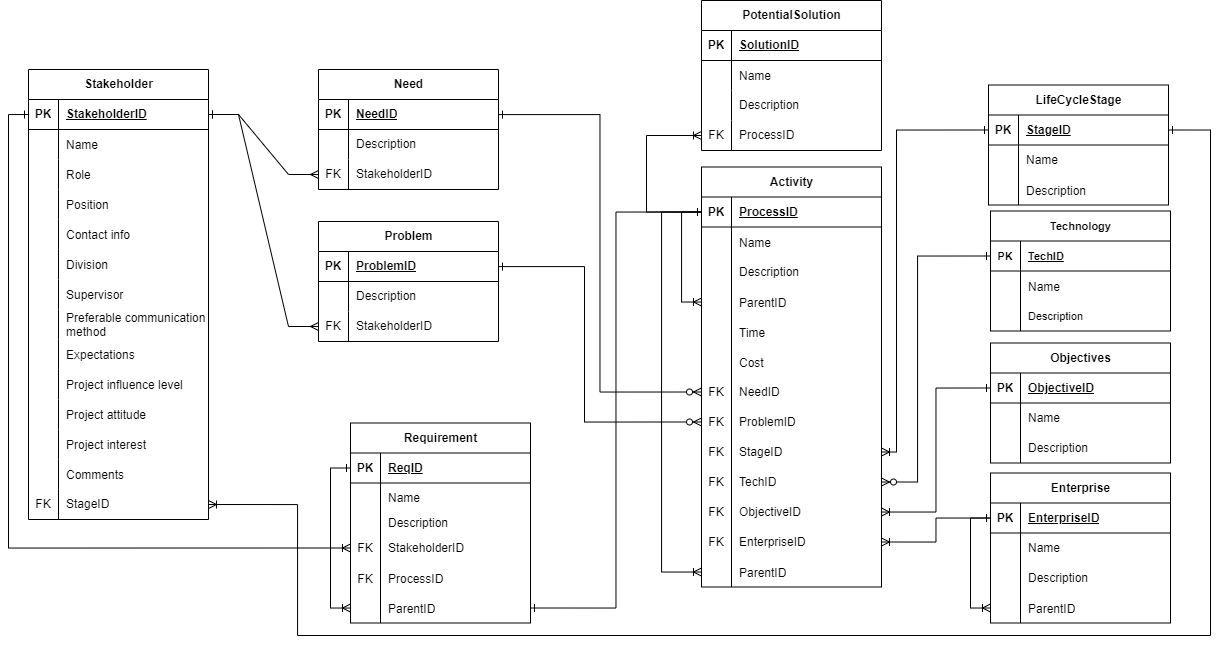 PotentialSolution
PK SolutionID
Name
Description
FK ProcessID
Stakeholder
PK StakeholderID
Name
Role
Position
Contact info
Division
Supervisor
Preferable communication
method
Expectations
Project influence level
Project attitude
Project interest
Comments
FK StageID
Need
PK NeedID
Description
FK StakeholderID
Problem
PK ProblemID
Description
FK StakeholderID
Requirement
PK ReqID
Name
Description
FK StakeholderID
FK ProcessID
ParentID
Activity
PK ProcessID
Name
Description
ParentID
Time
Cost
FK NeedID
FK ProblemID
FK StageID
FK TechID
FK ObjectiveID
FK EnterpriseID
ParentID
LifeCycleStage
PK StageID
Name
Description
Technology
PK TechID
Name
Description
Objectives
PK ObjectiveID
Name
Description
Enterprise
PK EnterpriseID
Name
Description
ParentID